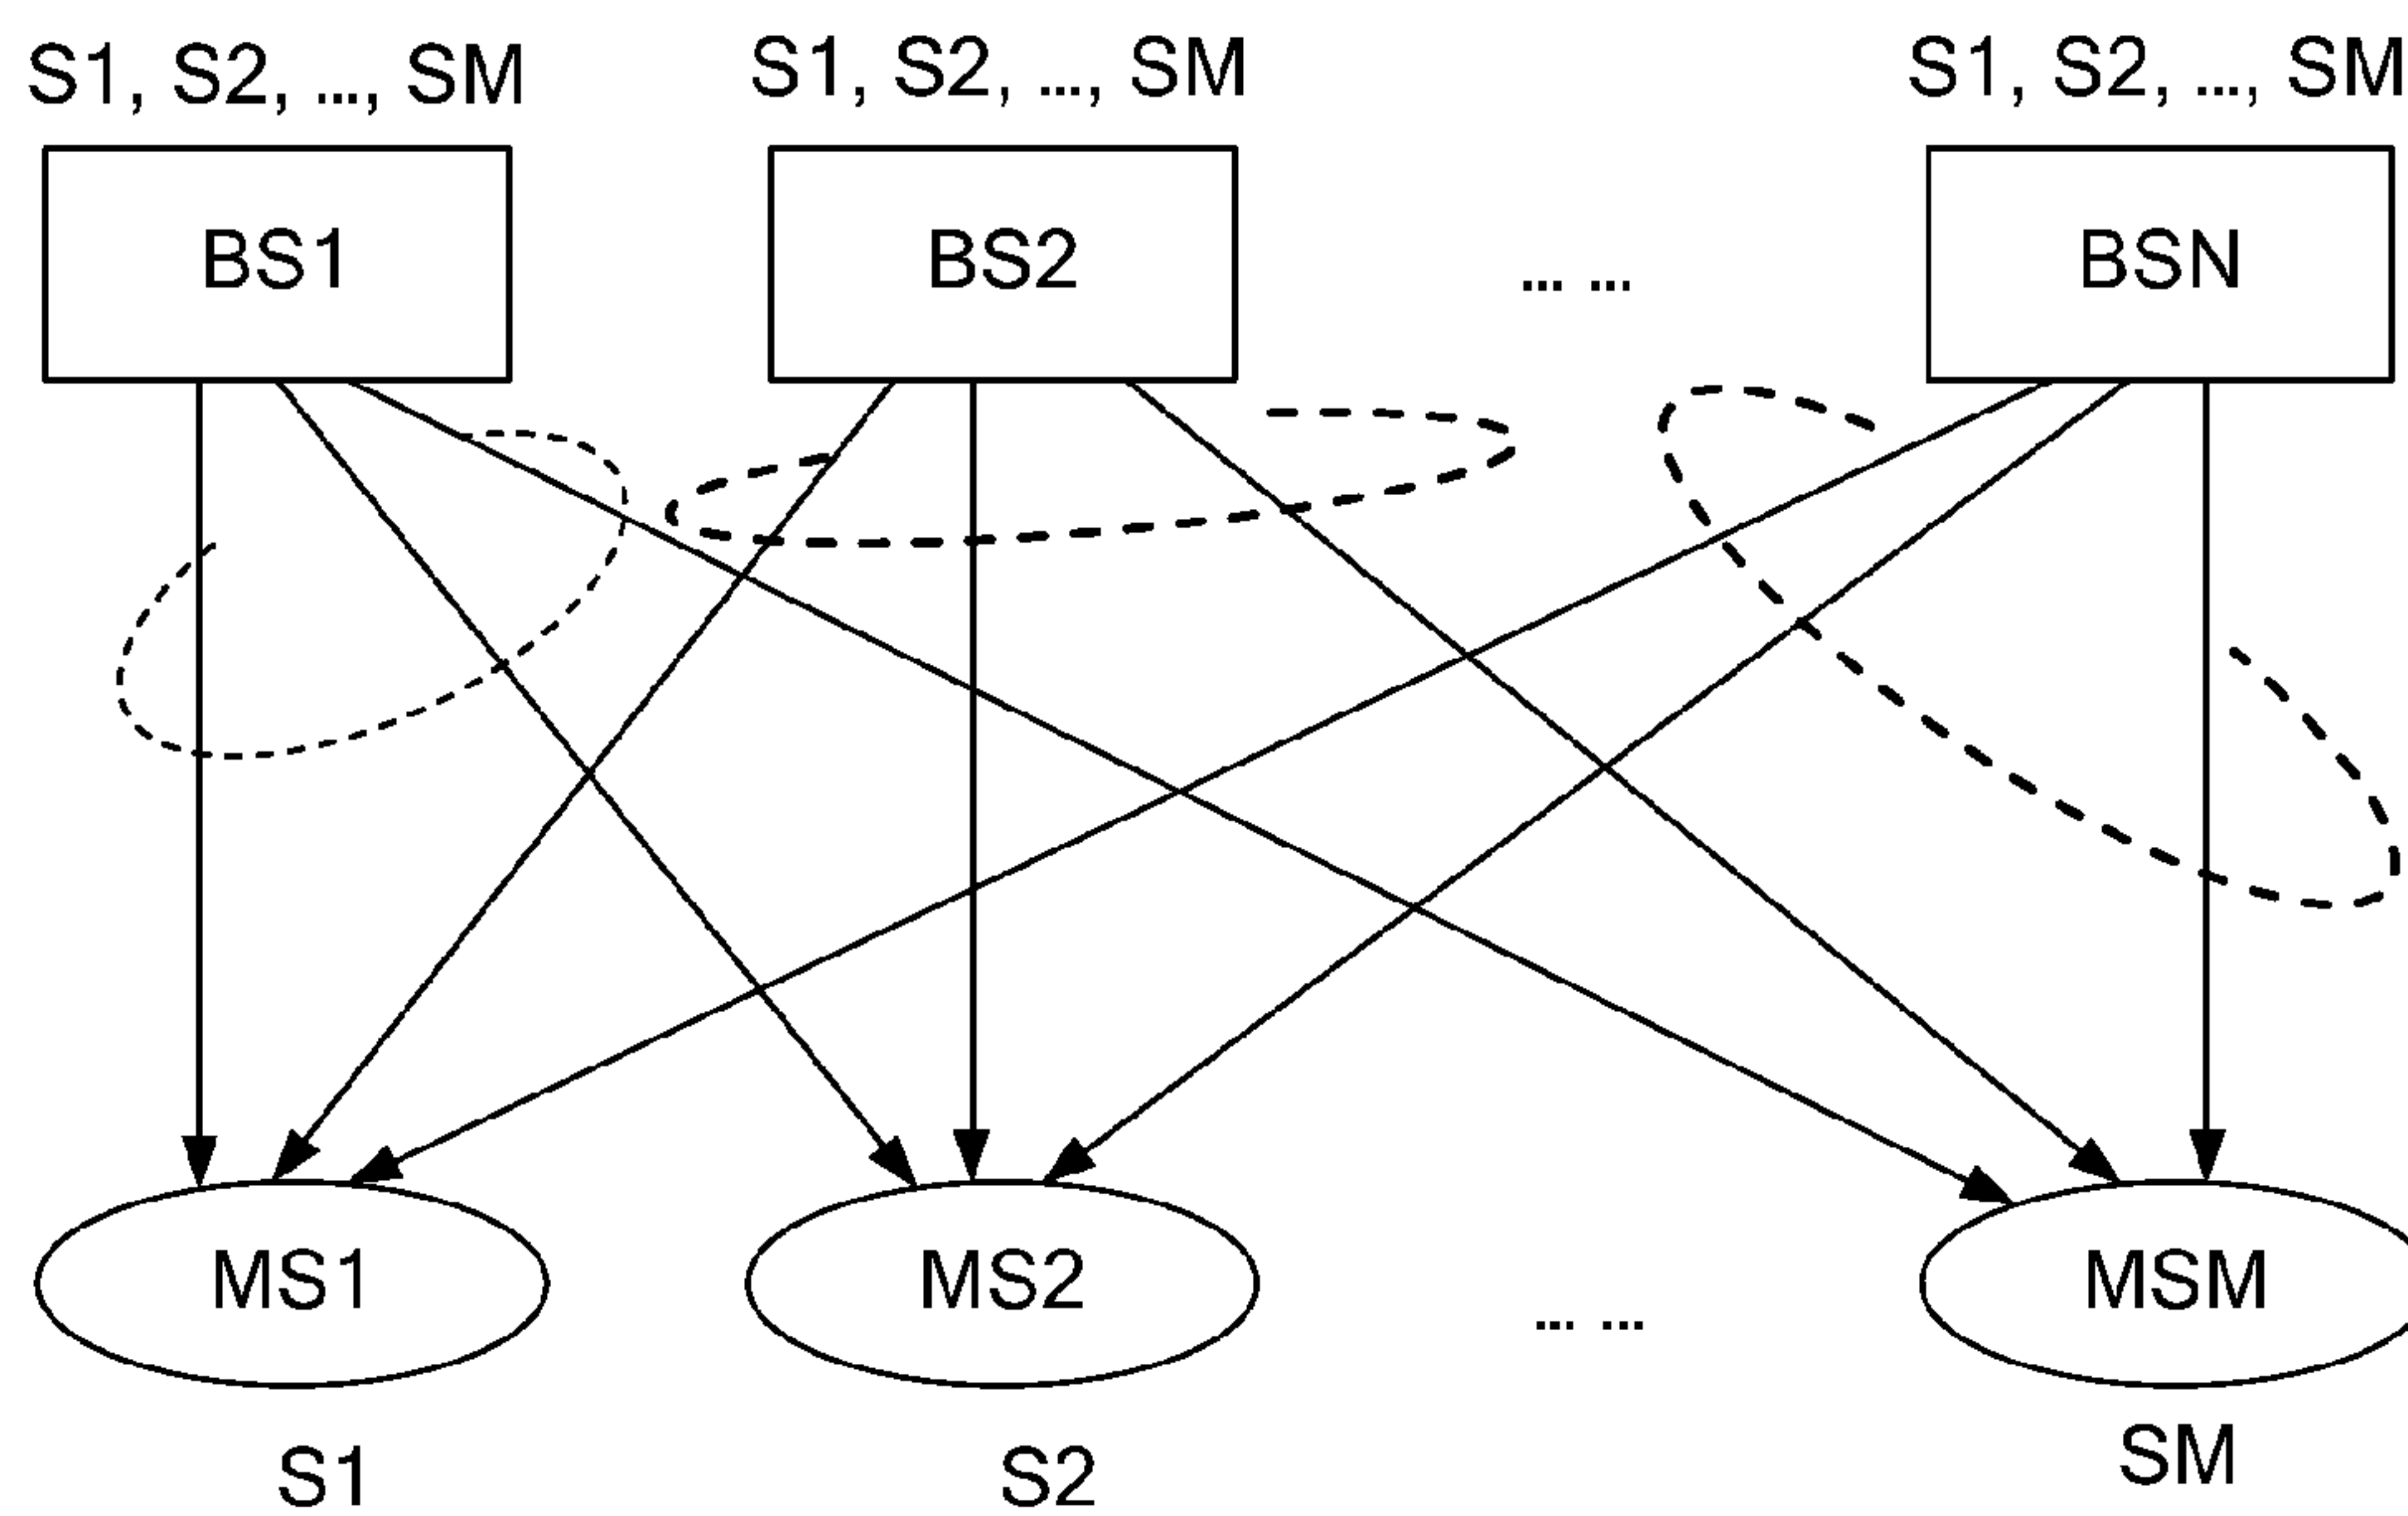 S1, S2, ..., SM S1, S2, ..., SM S1, S2, ..., SM
BS1 BS2 ... ... BSN
MS1 MS2 ... ... MSM
S1 S2 SM